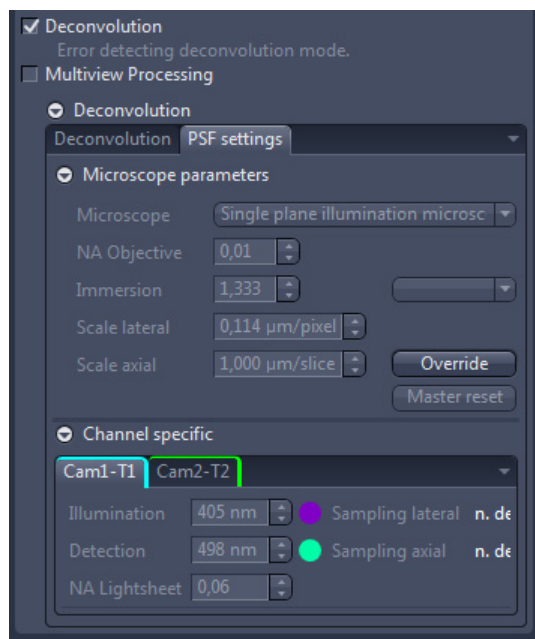 Deconvolution
Error detecting deconvolution mode.
Multiview Processing
Deconvolution
Deconvolution PSF settings
Microscope parameters
Microscope Single plane illumination microsc
NA Objective 0,01
Immersion 1,333
Scale lateral 0,114 µm/pixel
Scale axial 1,000 µm/slice Override
Master reset
Channel specific
Cam1-T1 Cam2-T2
Illumination 405 nm Sampling lateral n. de
Detection 498 nm Sampling axial n. de
NA Lightsheet 0,06